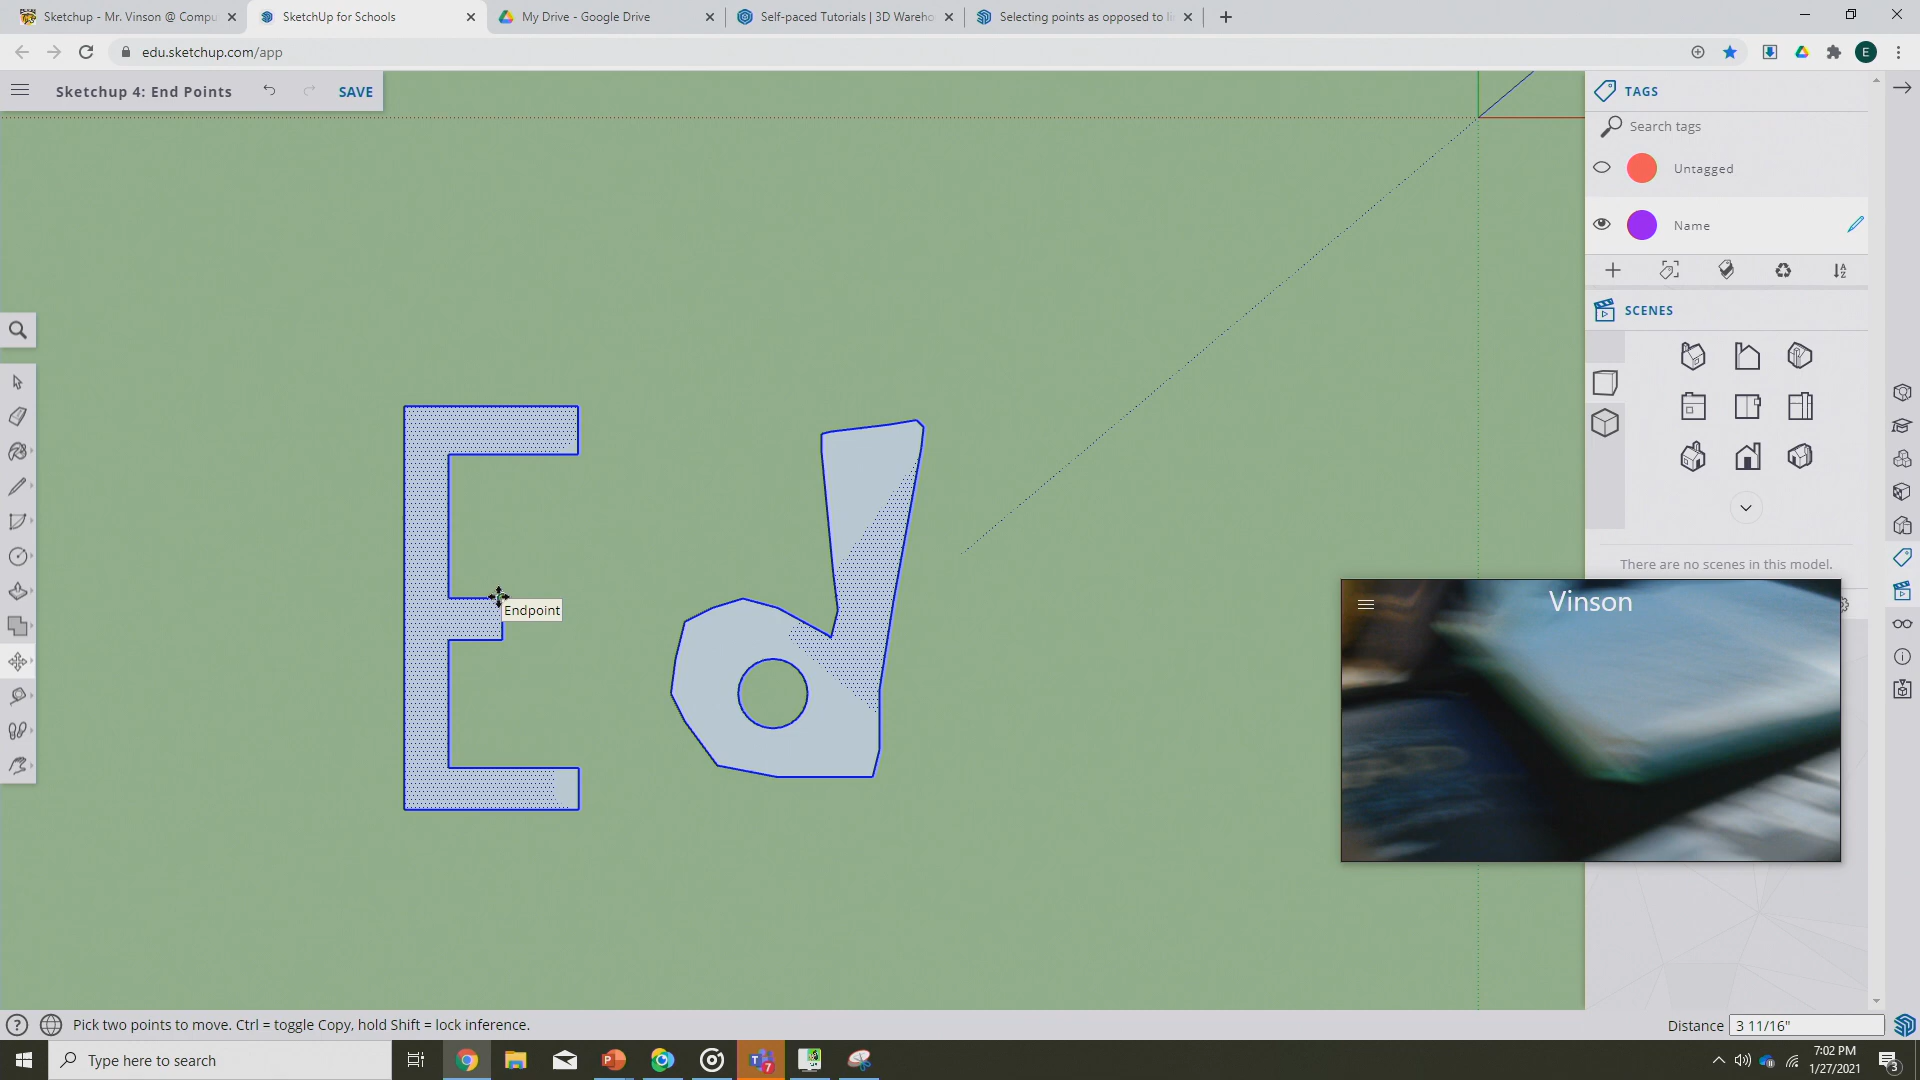 Sketchup - Mr. Vinson @ Compu
SketchUp for Schools
My Drive - Google Drive
Self-paced Tutorials | 3D Wareho
Selecting points as opposed to li
edu.sketchup.com/app
E
Sketchup 4: End Points
SAVE
TAGS
Search tags
Untagged
Name
SCENES
There are no scenes in this model.
Ed
Endpoint
Vinson
Pick two points to move. Ctrl = toggle Copy, hold Shift = lock inference.
Distance 3 11/16"
Type here to search
7
7:02 PM
1/27/2021
3